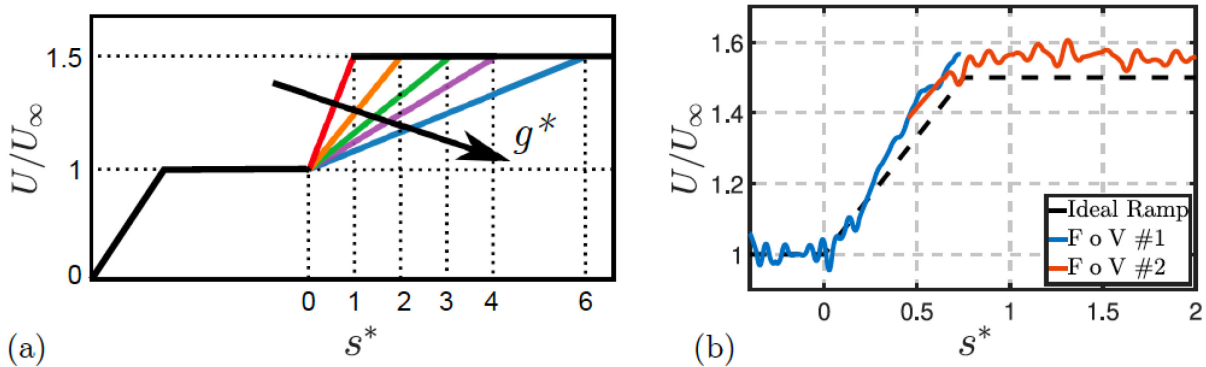 1.5
1
0
U/U∞
g*
0 1 2 3 4 6
s*
(a)
1.6
1.4
1.2
1
U/U∞
Ideal Ramp
F o V #1
F o V #2
0 0.5 1 1.5 2
s*
(b)